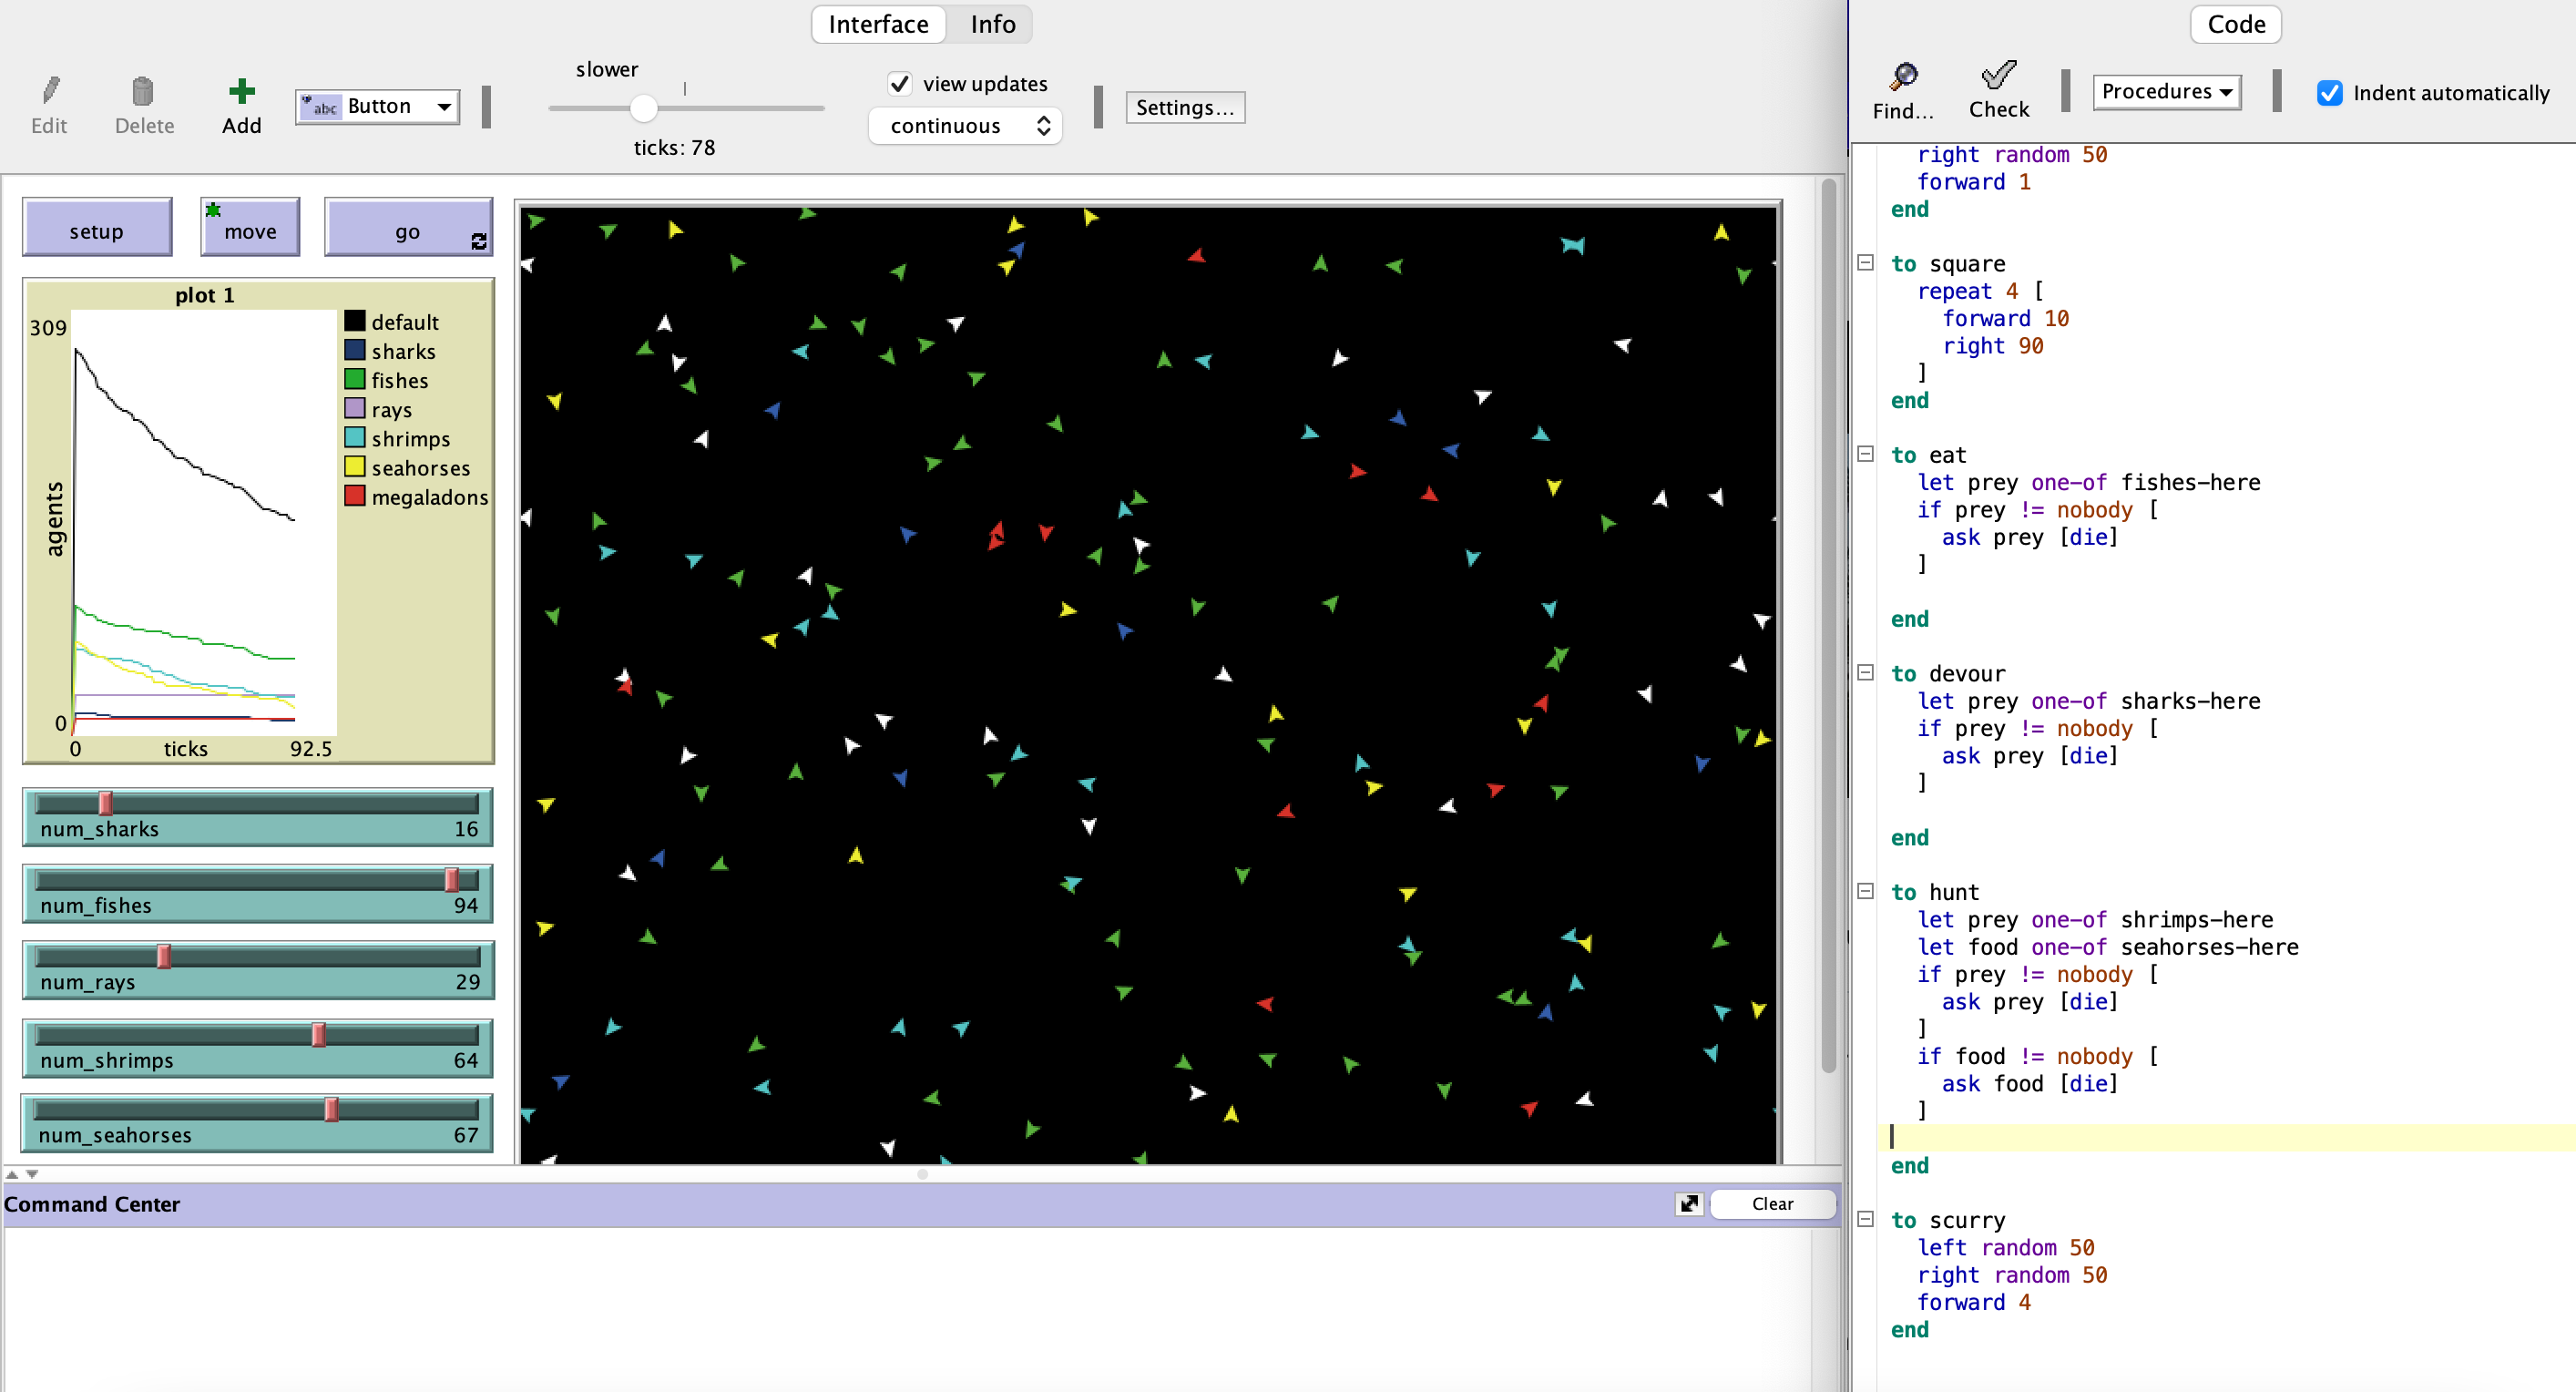 Interface Info
Edit Delete Add
abc Button
slower
ticks: 78
view updates
continuous
Settings...
setup move go
plot 1
309
agents
0
0 ticks 92.5
default
sharks
fishes
rays
shrimps
seahorses
megaladons
num_sharks 16
num_fishes 94
num_rays 29
num_shrimps 64
num_seahorses 67
Command Center
Clear
Code
Find... Check
Procedures
Indent automatically
right random 50
forward 1
end
to square
repeat 4 [
forward 10
right 90
]
end
to eat
let prey one-of fishes-here
if prey != nobody [
ask prey [die]
]
end
to devour
let prey one-of sharks-here
if prey != nobody [
ask prey [die]
]
end
to hunt
let prey one-of shrimps-here
let food one-of seahorses-here
if prey != nobody [
ask prey [die]
]
if food != nobody [
ask food [die]
]
end
to scurry
left random 50
right random 50
forward 4
end